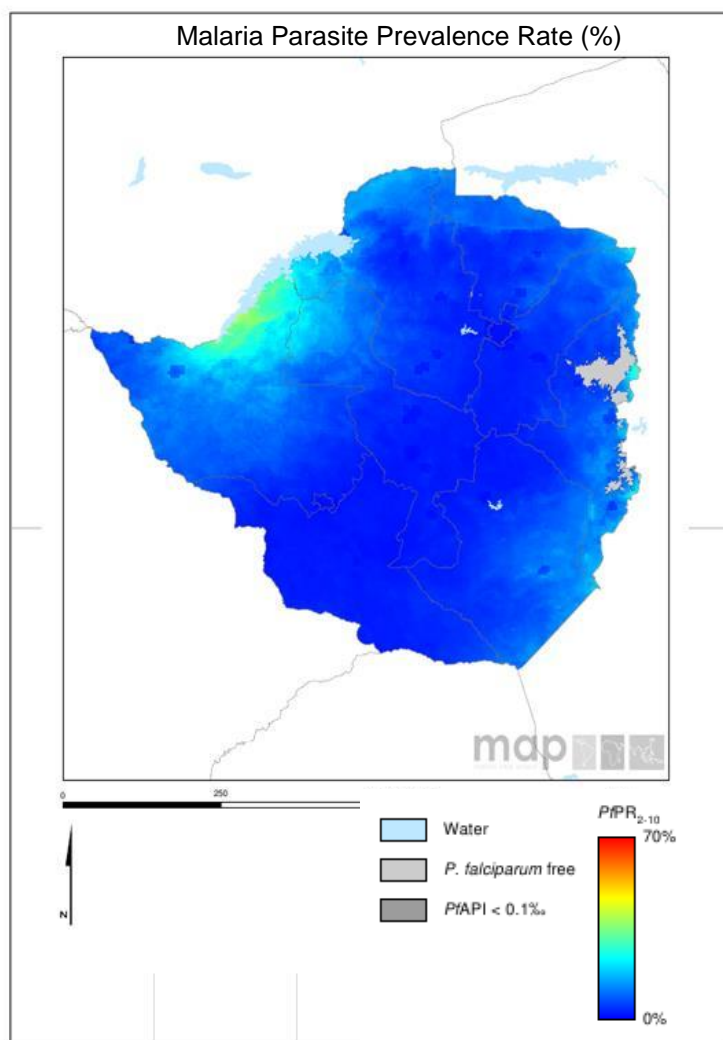 Malaria Parasite Prevalence Rate (%)
map
0
250
Water
P. falciparum free
PfAPI < 0.1‰
PfPR2-10
70%
0%
N